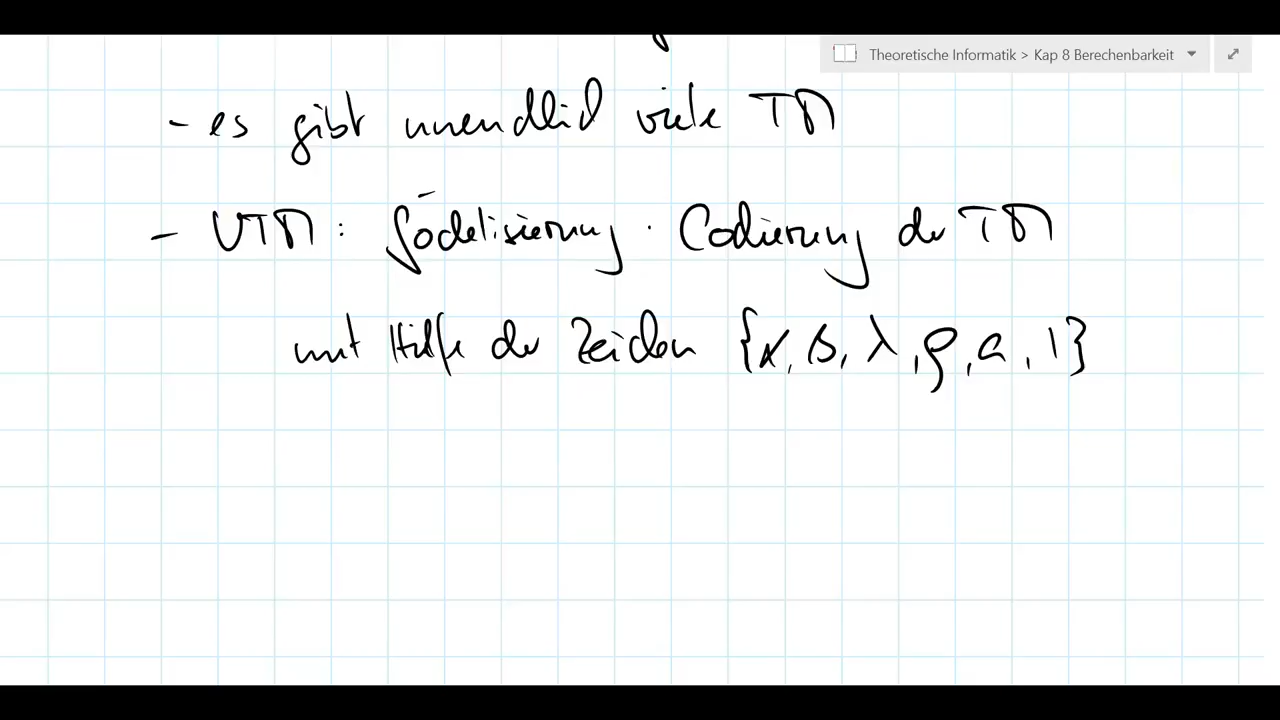 Theoretische Informatik > Kap 8 Berechenbarkeit
- es gibt unendlich viele TM
- UTM: Gödelisierung. Codierung der TM
mit Hilfe der Zeichen {α, β, λ, ρ, a, 1}